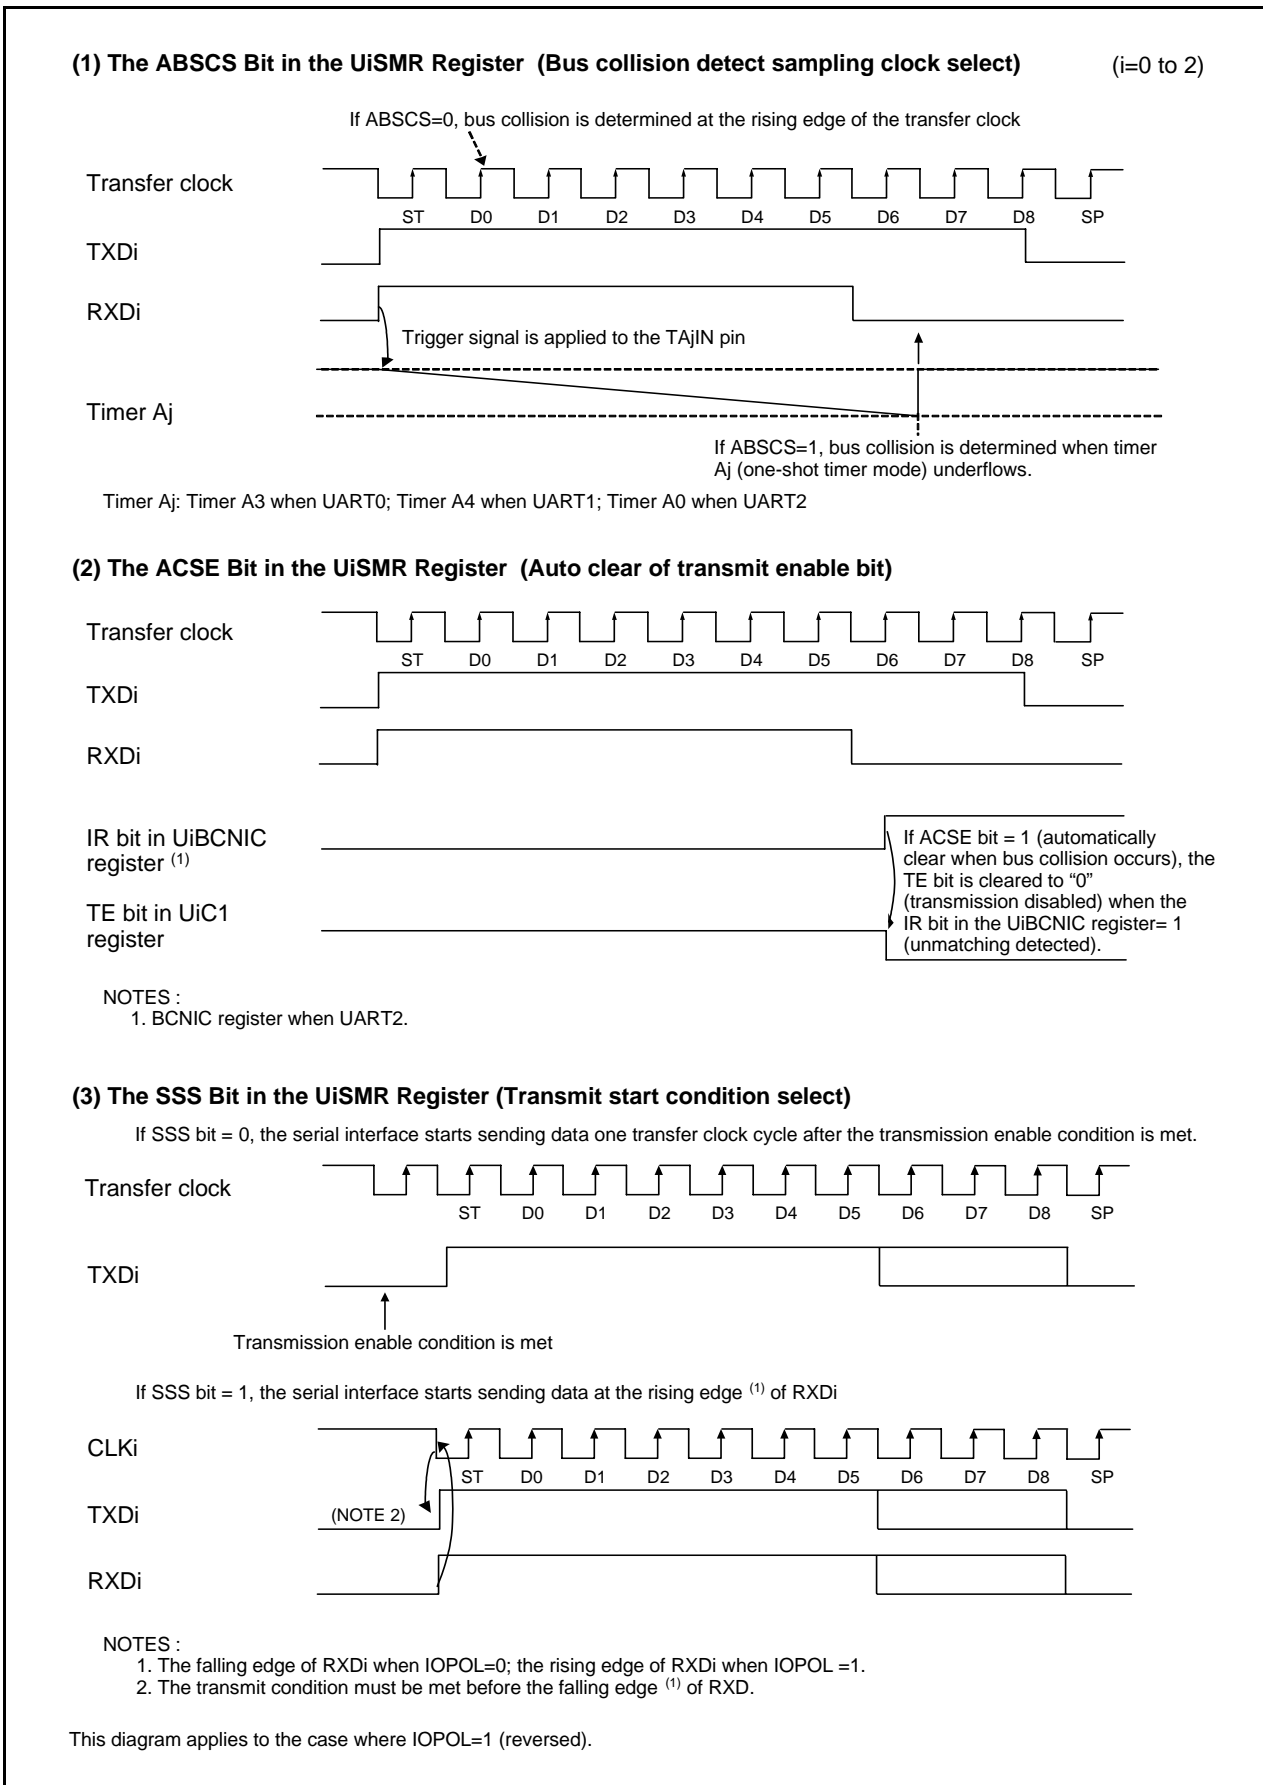 (1) The ABSCS Bit in the UiSMR Register  (Bus collision detect sampling clock select) (i=0 to 2)
If ABSCS=0, bus collision is determined at the rising edge of the transfer clock
Transfer clock
ST D0 D1 D2 D3 D4 D5 D6 D7 D8 SP
TXDi
RXDi
Trigger signal is applied to the TAjIN pin
Timer Aj
If ABSCS=1, bus collision is determined when timer
Aj (one-shot timer mode) underflows.
Timer Aj: Timer A3 when UART0; Timer A4 when UART1; Timer A0 when UART2
(2) The ACSE Bit in the UiSMR Register  (Auto clear of transmit enable bit)
Transfer clock
ST D0 D1 D2 D3 D4 D5 D6 D7 D8 SP
TXDi
RXDi
IR bit in UiBCNIC
register (1)
If ACSE bit = 1 (automatically
clear when bus collision occurs), the
TE bit is cleared to “0”
(transmission disabled) when the
IR bit in the UiBCNIC register= 1
(unmatching detected).
TE bit in UiC1
register
NOTES :
1. BCNIC register when UART2.
(3) The SSS Bit in the UiSMR Register (Transmit start condition select)
If SSS bit = 0, the serial interface starts sending data one transfer clock cycle after the transmission enable condition is met.
Transfer clock
ST D0 D1 D2 D3 D4 D5 D6 D7 D8 SP
TXDi
Transmission enable condition is met
If SSS bit = 1, the serial interface starts sending data at the rising edge (1) of RXDi
CLKi
ST D0 D1 D2 D3 D4 D5 D6 D7 D8 SP
TXDi
(NOTE 2)
RXDi
NOTES :
1. The falling edge of RXDi when IOPOL=0; the rising edge of RXDi when IOPOL =1.
2. The transmit condition must be met before the falling edge (1) of RXD.
This diagram applies to the case where IOPOL=1 (reversed).